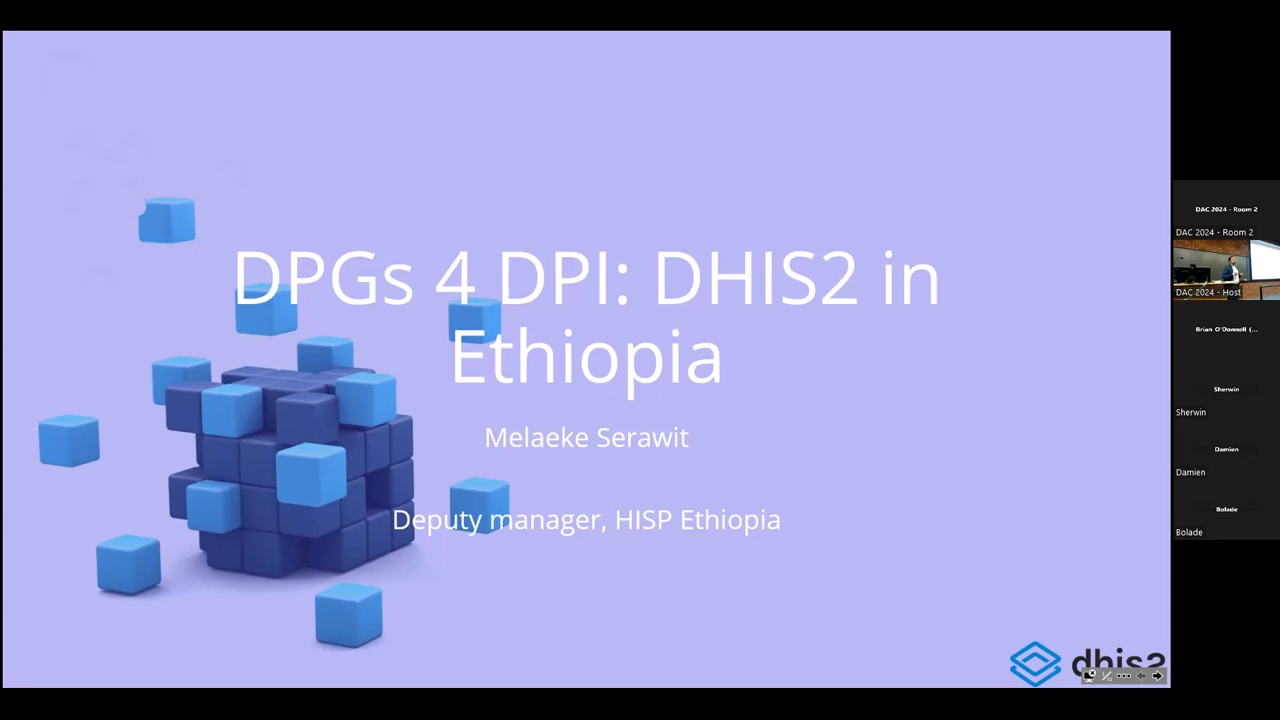 DPGs 4 DPI: DHIS2 in
Ethiopia
Melaeke Serawit
Deputy manager, HISP Ethiopia
dhis2
DAC 2024 - Room 2
DAC 2024 - Room 2
DAC 2024 - Host
Brian O'Donnell (...
Sherwin
Sherwin
Damien
Damien
Bolade
Bolade